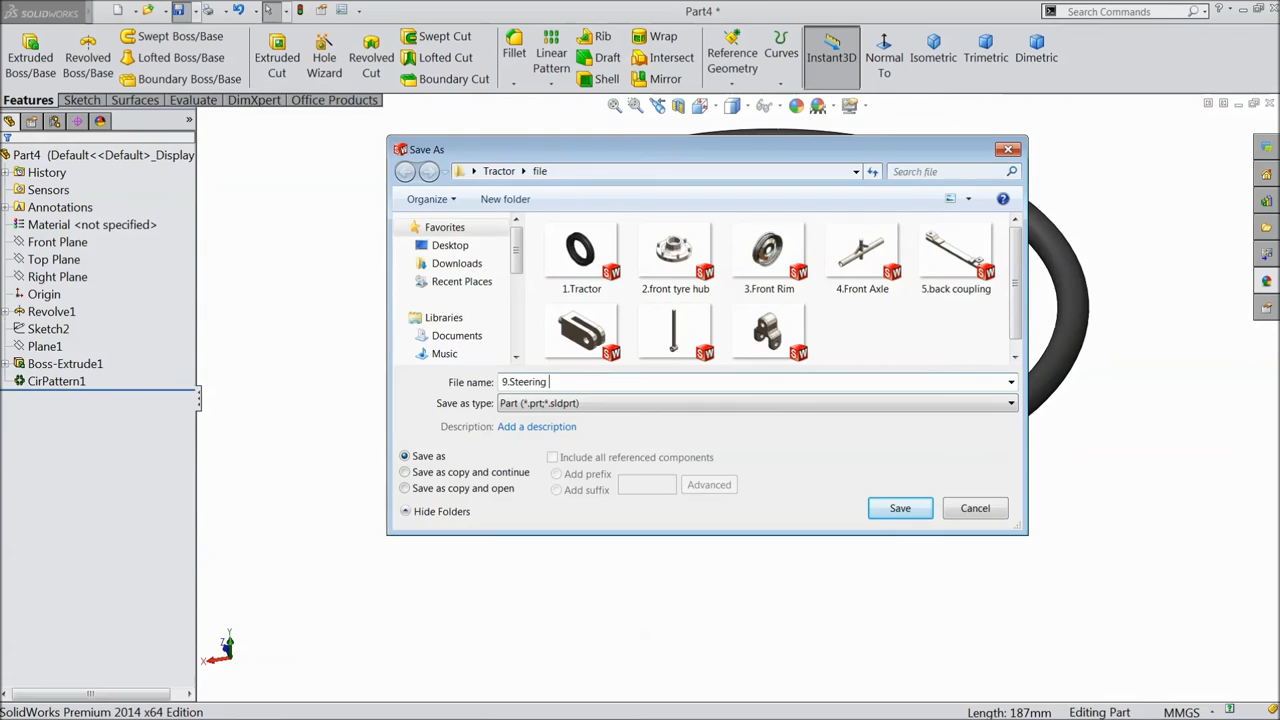 SOLIDWORKS
Part4 *
Search Commands
Extruded Boss/Base
Revolved Boss/Base
Swept Boss/Base
Lofted Boss/Base
Boundary Boss/Base
Extruded Cut
Hole Wizard
Revolved Cut
Swept Cut
Lofted Cut
Boundary Cut
Fillet
Linear Pattern
Rib
Draft
Shell
Wrap
Intersect
Mirror
Reference Geometry
Curves
Instant3D
Normal To
Isometric
Trimetric
Dimetric
Features Sketch Surfaces Evaluate DimXpert Office Products
Part4 (Default<<Default>_Display
History
Sensors
Annotations
Material <not specified>
Front Plane
Top Plane
Right Plane
Origin
Revolve1
Sketch2
Plane1
Boss-Extrude1
CirPattern1
Save As
Tractor file
Search file
Organize New folder
Favorites
Desktop
Downloads
Recent Places
Libraries
Documents
Music
1.Tractor
2.front tyre hub
3.Front Rim
4.Front Axle
5.back coupling
File name: 9.Steering
Save as type: Part (*.prt;*.sldprt)
Description: Add a description
Save as
Save as copy and continue
Save as copy and open
Include all referenced components
Add prefix
Add suffix
Advanced
Hide Folders
Save
Cancel
Y
Z
X
SolidWorks Premium 2014 x64 Edition
Length: 187mm Editing Part MMGS